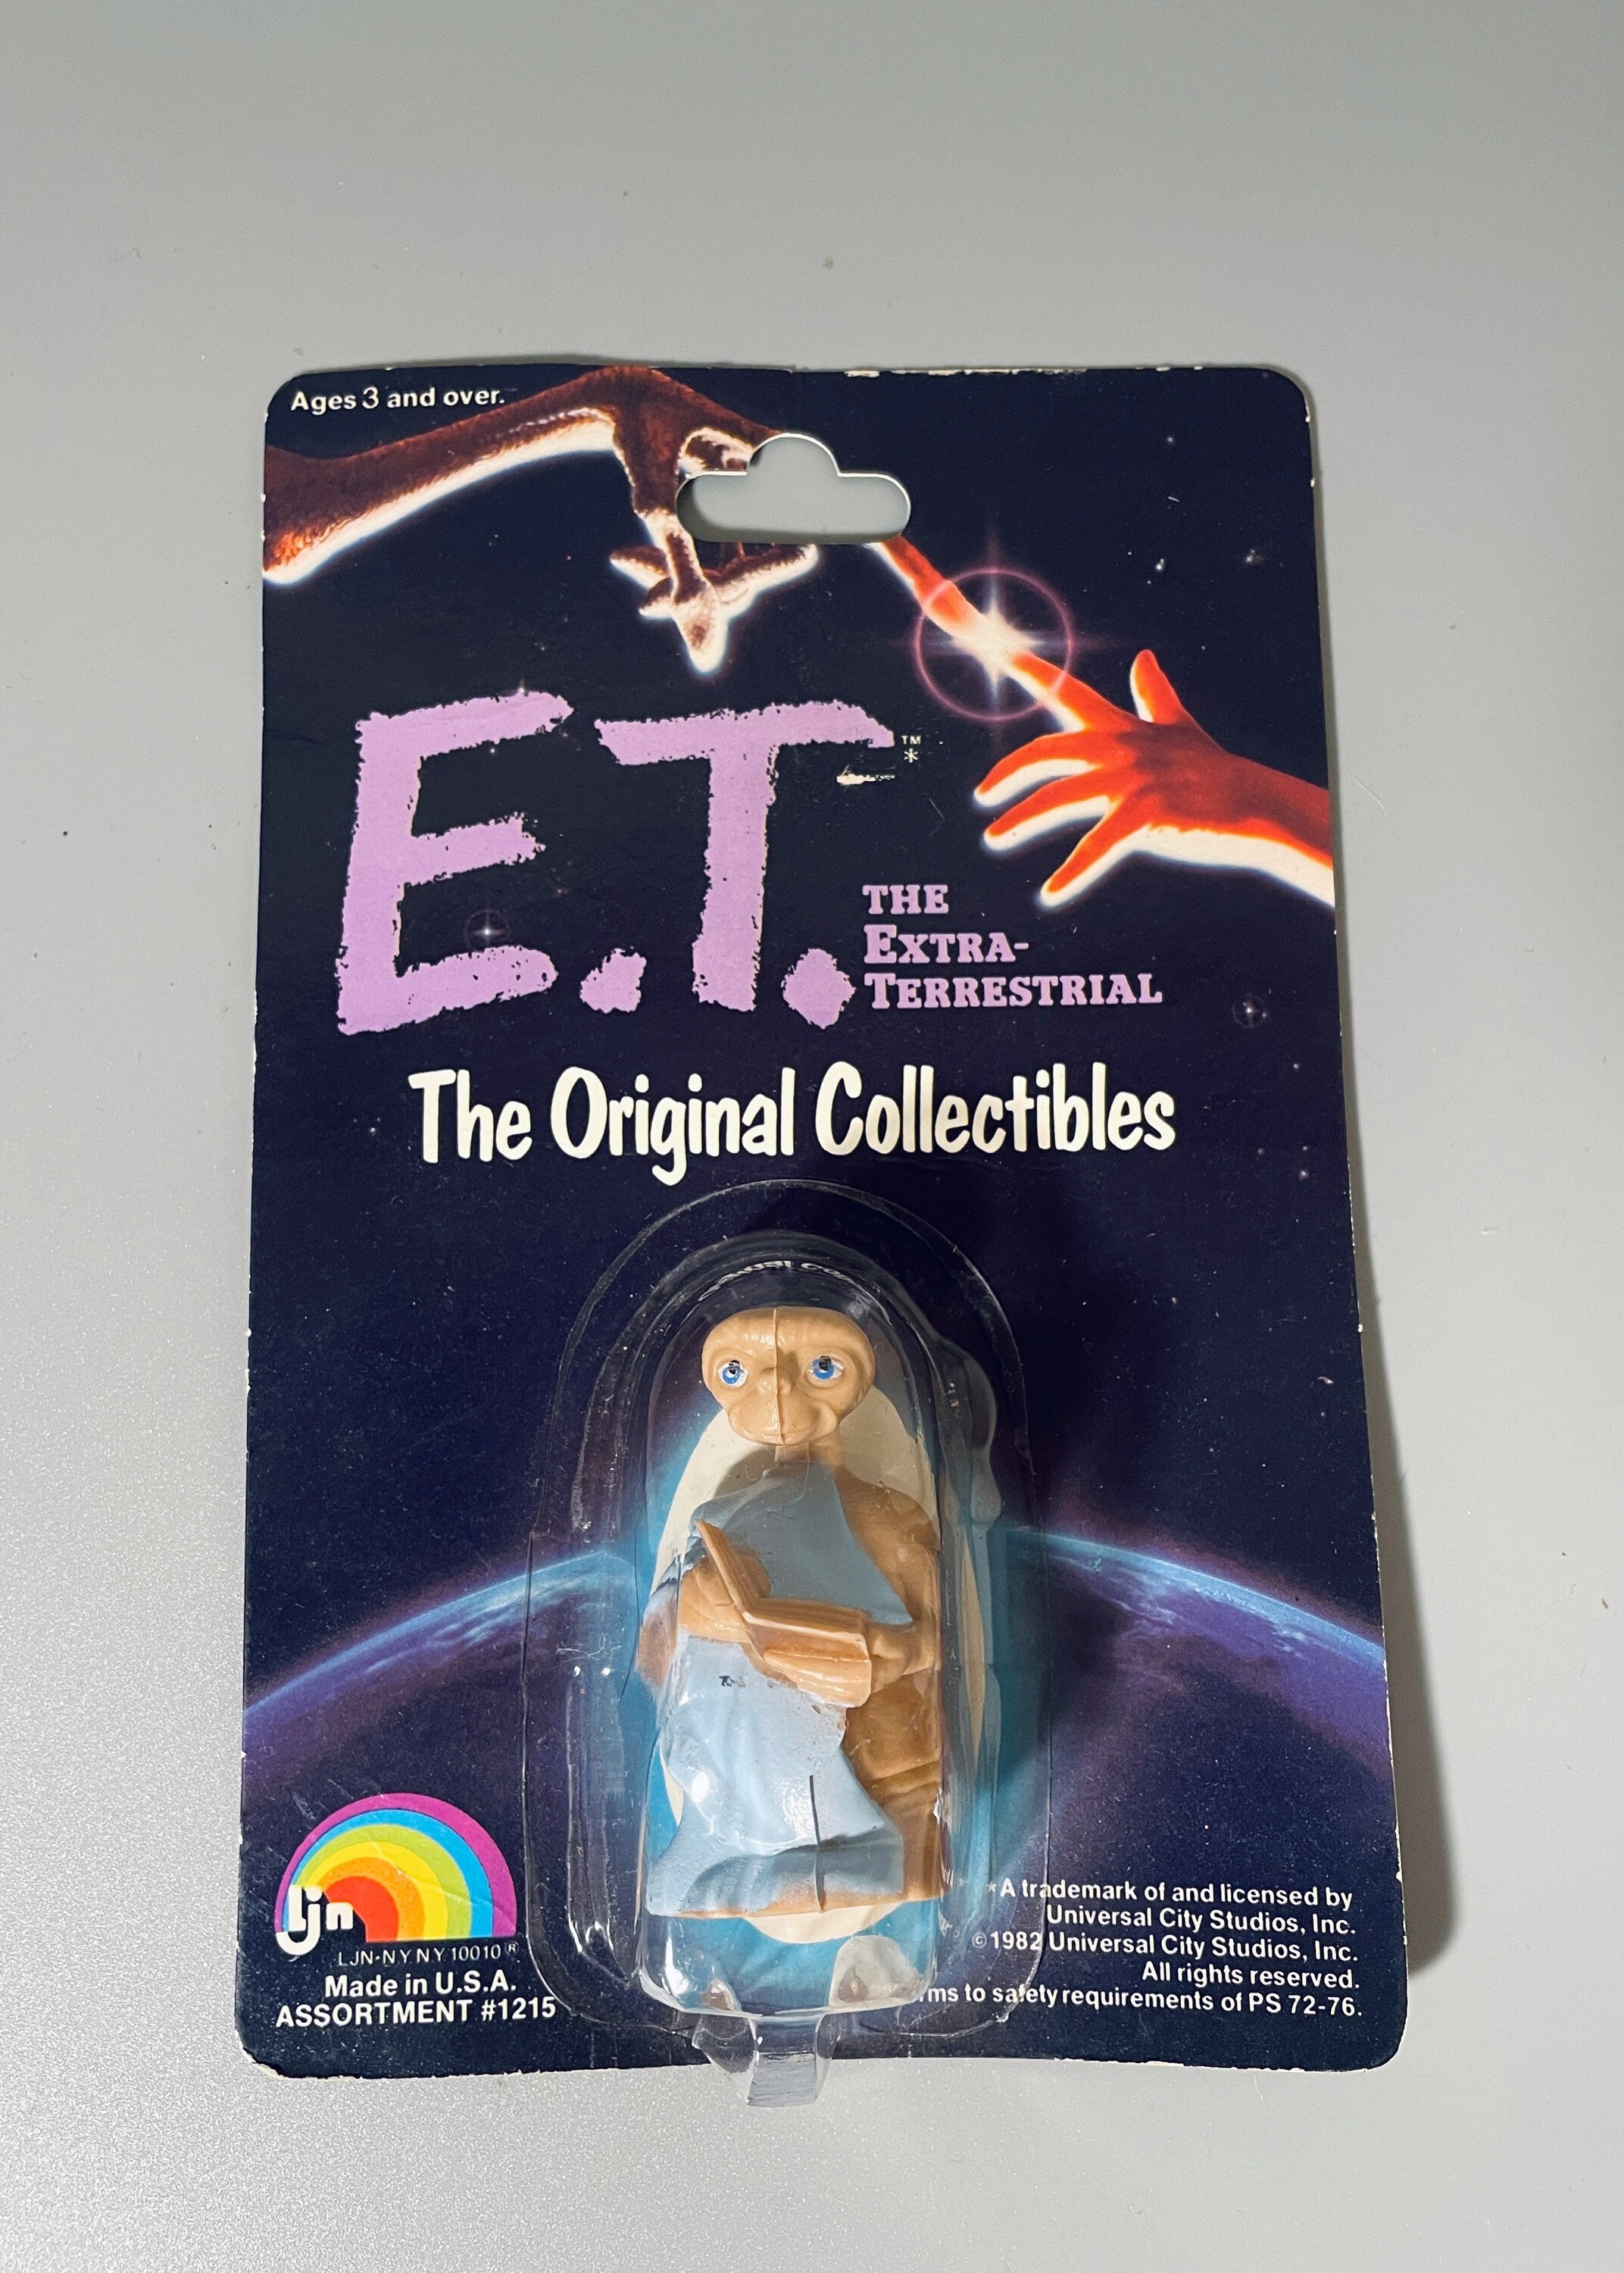 Ages 3 and over.
E.T.
™
*
THE
EXTRA-
TERRESTRIAL
The Original Collectibles
ljn
LJN-NY NY 10010®
Made in U.S.A.
ASSORTMENT #1215
*A trademark of and licensed by
Universal City Studios, Inc.
©1982 Universal City Studios, Inc.
All rights reserved.
to safety requirements of PS 72-76.